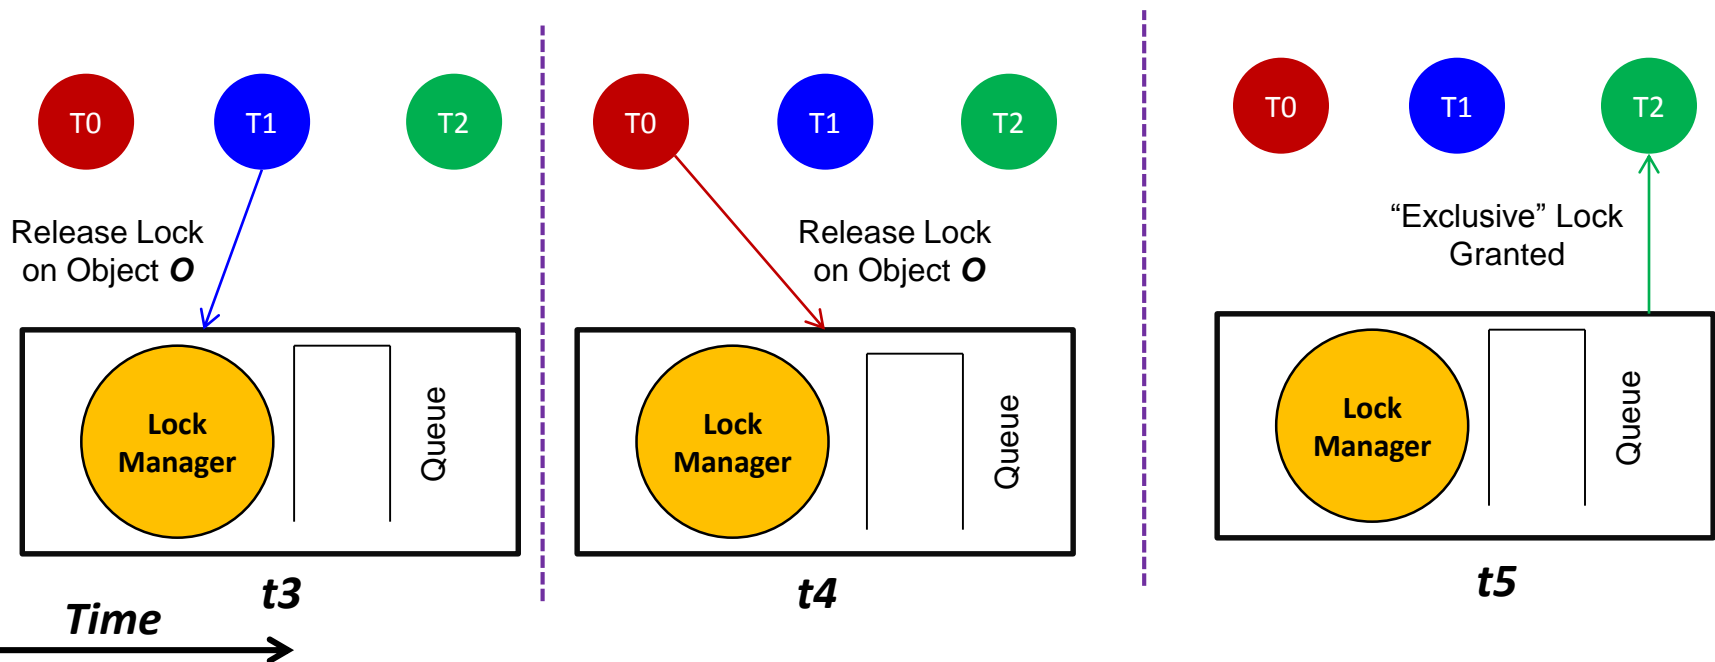 T0
T1
T2
Release Lock
on Object O
Lock
Manager
Queue
t3
Time
T0
T1
T2
Release Lock
on Object O
Lock
Manager
Queue
t4
T0
T1
T2
“Exclusive” Lock
Granted
Lock
Manager
Queue
t5